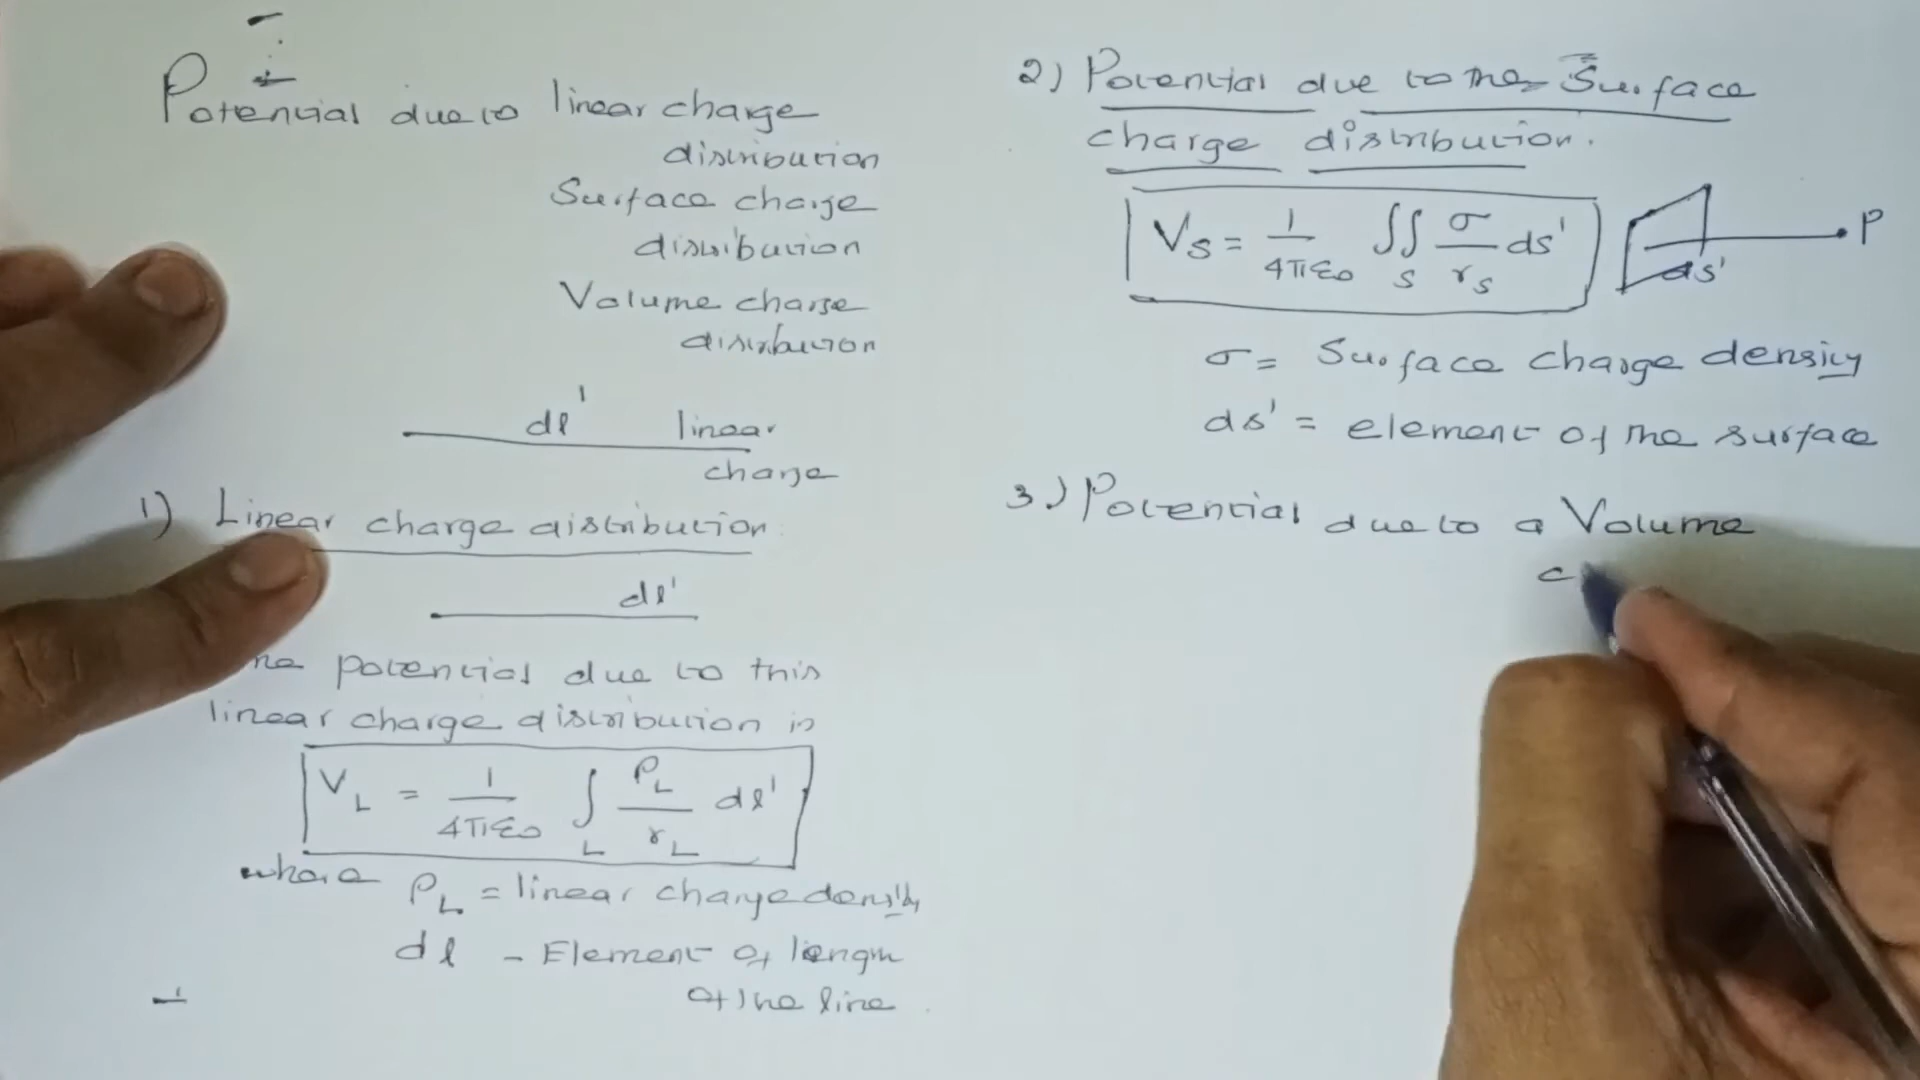 Potential due to linear charge
distribution
Surface charge
distribution
Volume charge
distribution
dl' linear
charge
1) Linear charge distribution
dl'
potential due to this
linear charge distribution is
V_L = 1/4πε₀ ∫_L ρ_L/r_L dl'
where ρ_L = linear charge density
dl - Element of length
of the line
2) Potential due to the Surface
charge distribution.
V_S = 1/4πε₀ ∬_S σ/r_S ds'
ds'
P
σ = Surface charge density
ds' = element of the surface
3.) Potential due to a Volume
c